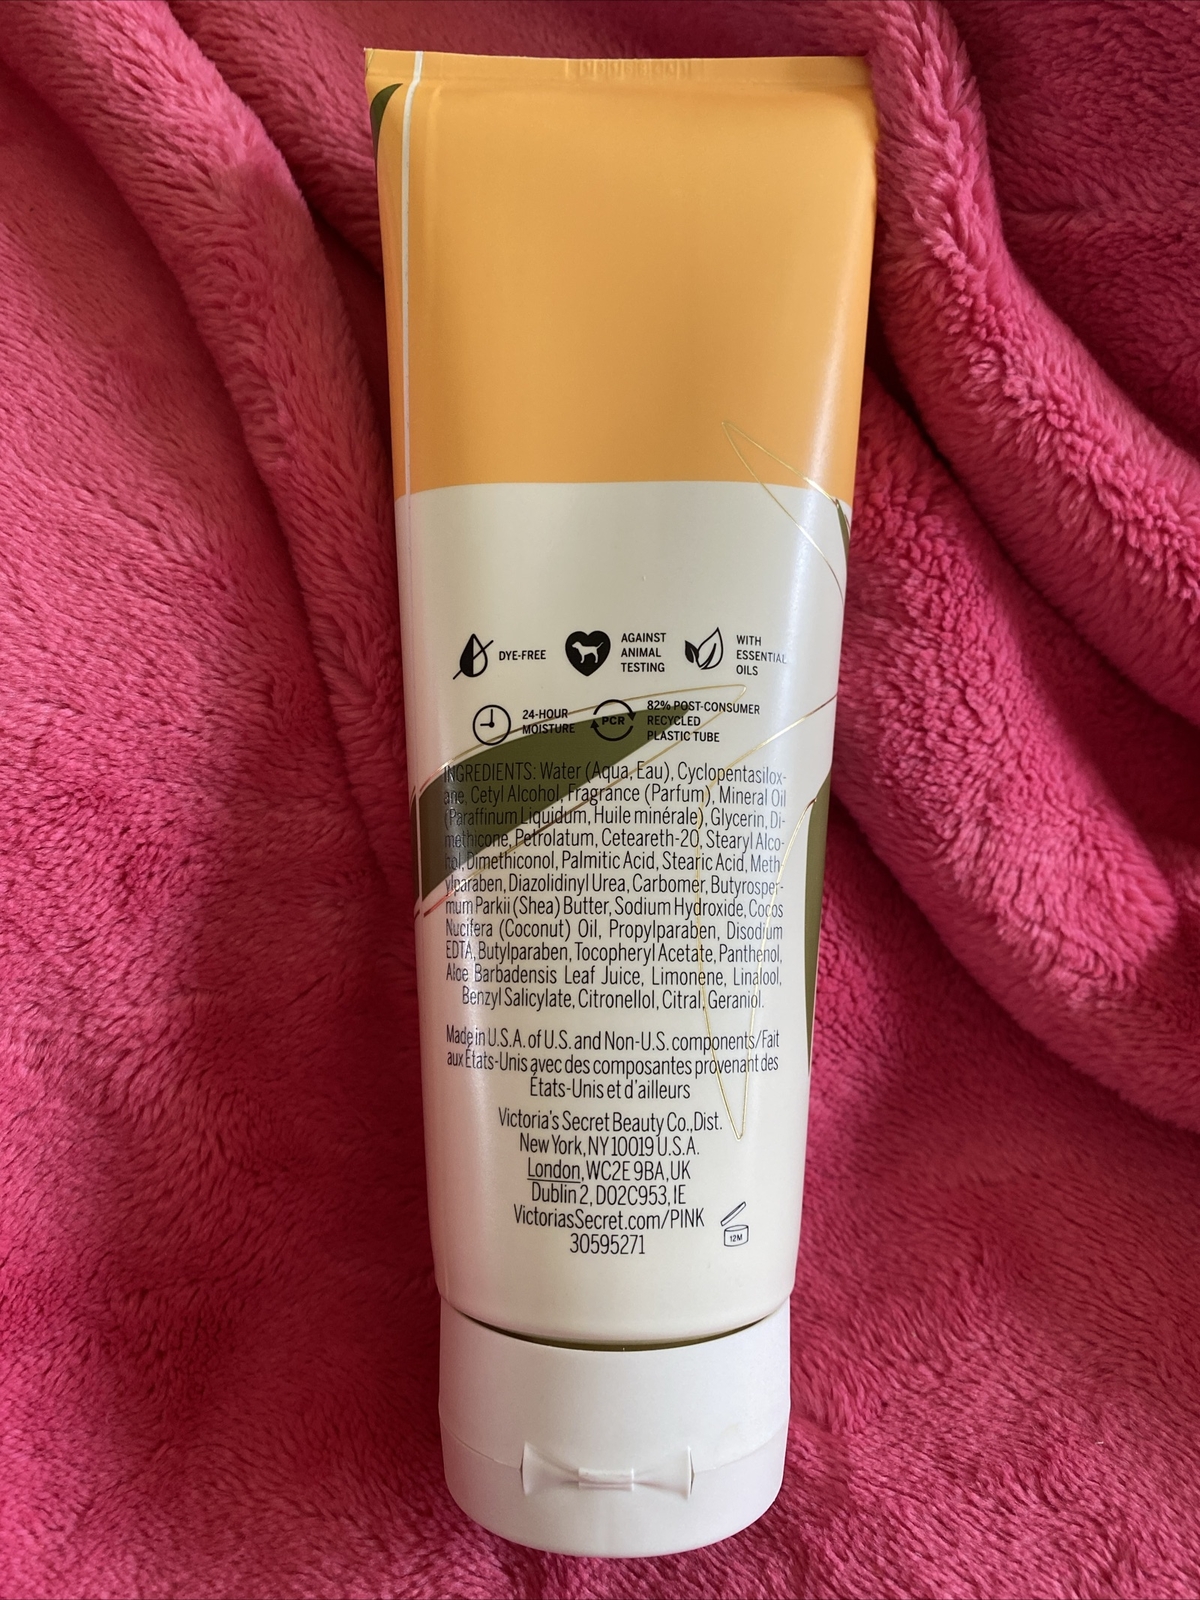 DYE-FREE
AGAINST
ANIMAL
TESTING
WITH
ESSENTIAL
OILS
24-HOUR
MOISTURE
PCR
82% POST-CONSUMER
RECYCLED
PLASTIC TUBE
INGREDIENTS: Water (Aqua, Eau), Cyclopentasilox-
ane, Cetyl Alcohol, Fragrance (Parfum), Mineral Oil
(Paraffinum Liquidum, Huile minérale), Glycerin, Di-
methicone, Petrolatum, Ceteareth-20, Stearyl Alco-
hol, Dimethiconol, Palmitic Acid, Stearic Acid, Meth-
ylparaben, Diazolidinyl Urea, Carbomer, Butyrosper-
mum Parkii (Shea) Butter, Sodium Hydroxide, Cocos
Nucifera (Coconut) Oil, Propylparaben, Disodium
EDTA, Butylparaben, Tocopheryl Acetate, Panthenol,
Aloe Barbadensis Leaf Juice, Limonene, Linalool,
Benzyl Salicylate, Citronellol, Citral, Geraniol.
Made in U.S.A. of U.S. and Non-U.S. components/Fait
aux États-Unis avec des composantes provenant des
États-Unis et d'ailleurs
Victoria's Secret Beauty Co., Dist.
New York, NY 10019 U.S.A.
London, WC2E 9BA, UK
Dublin 2, D02C953, IE
VictoriasSecret.com/PINK
30595271
12M